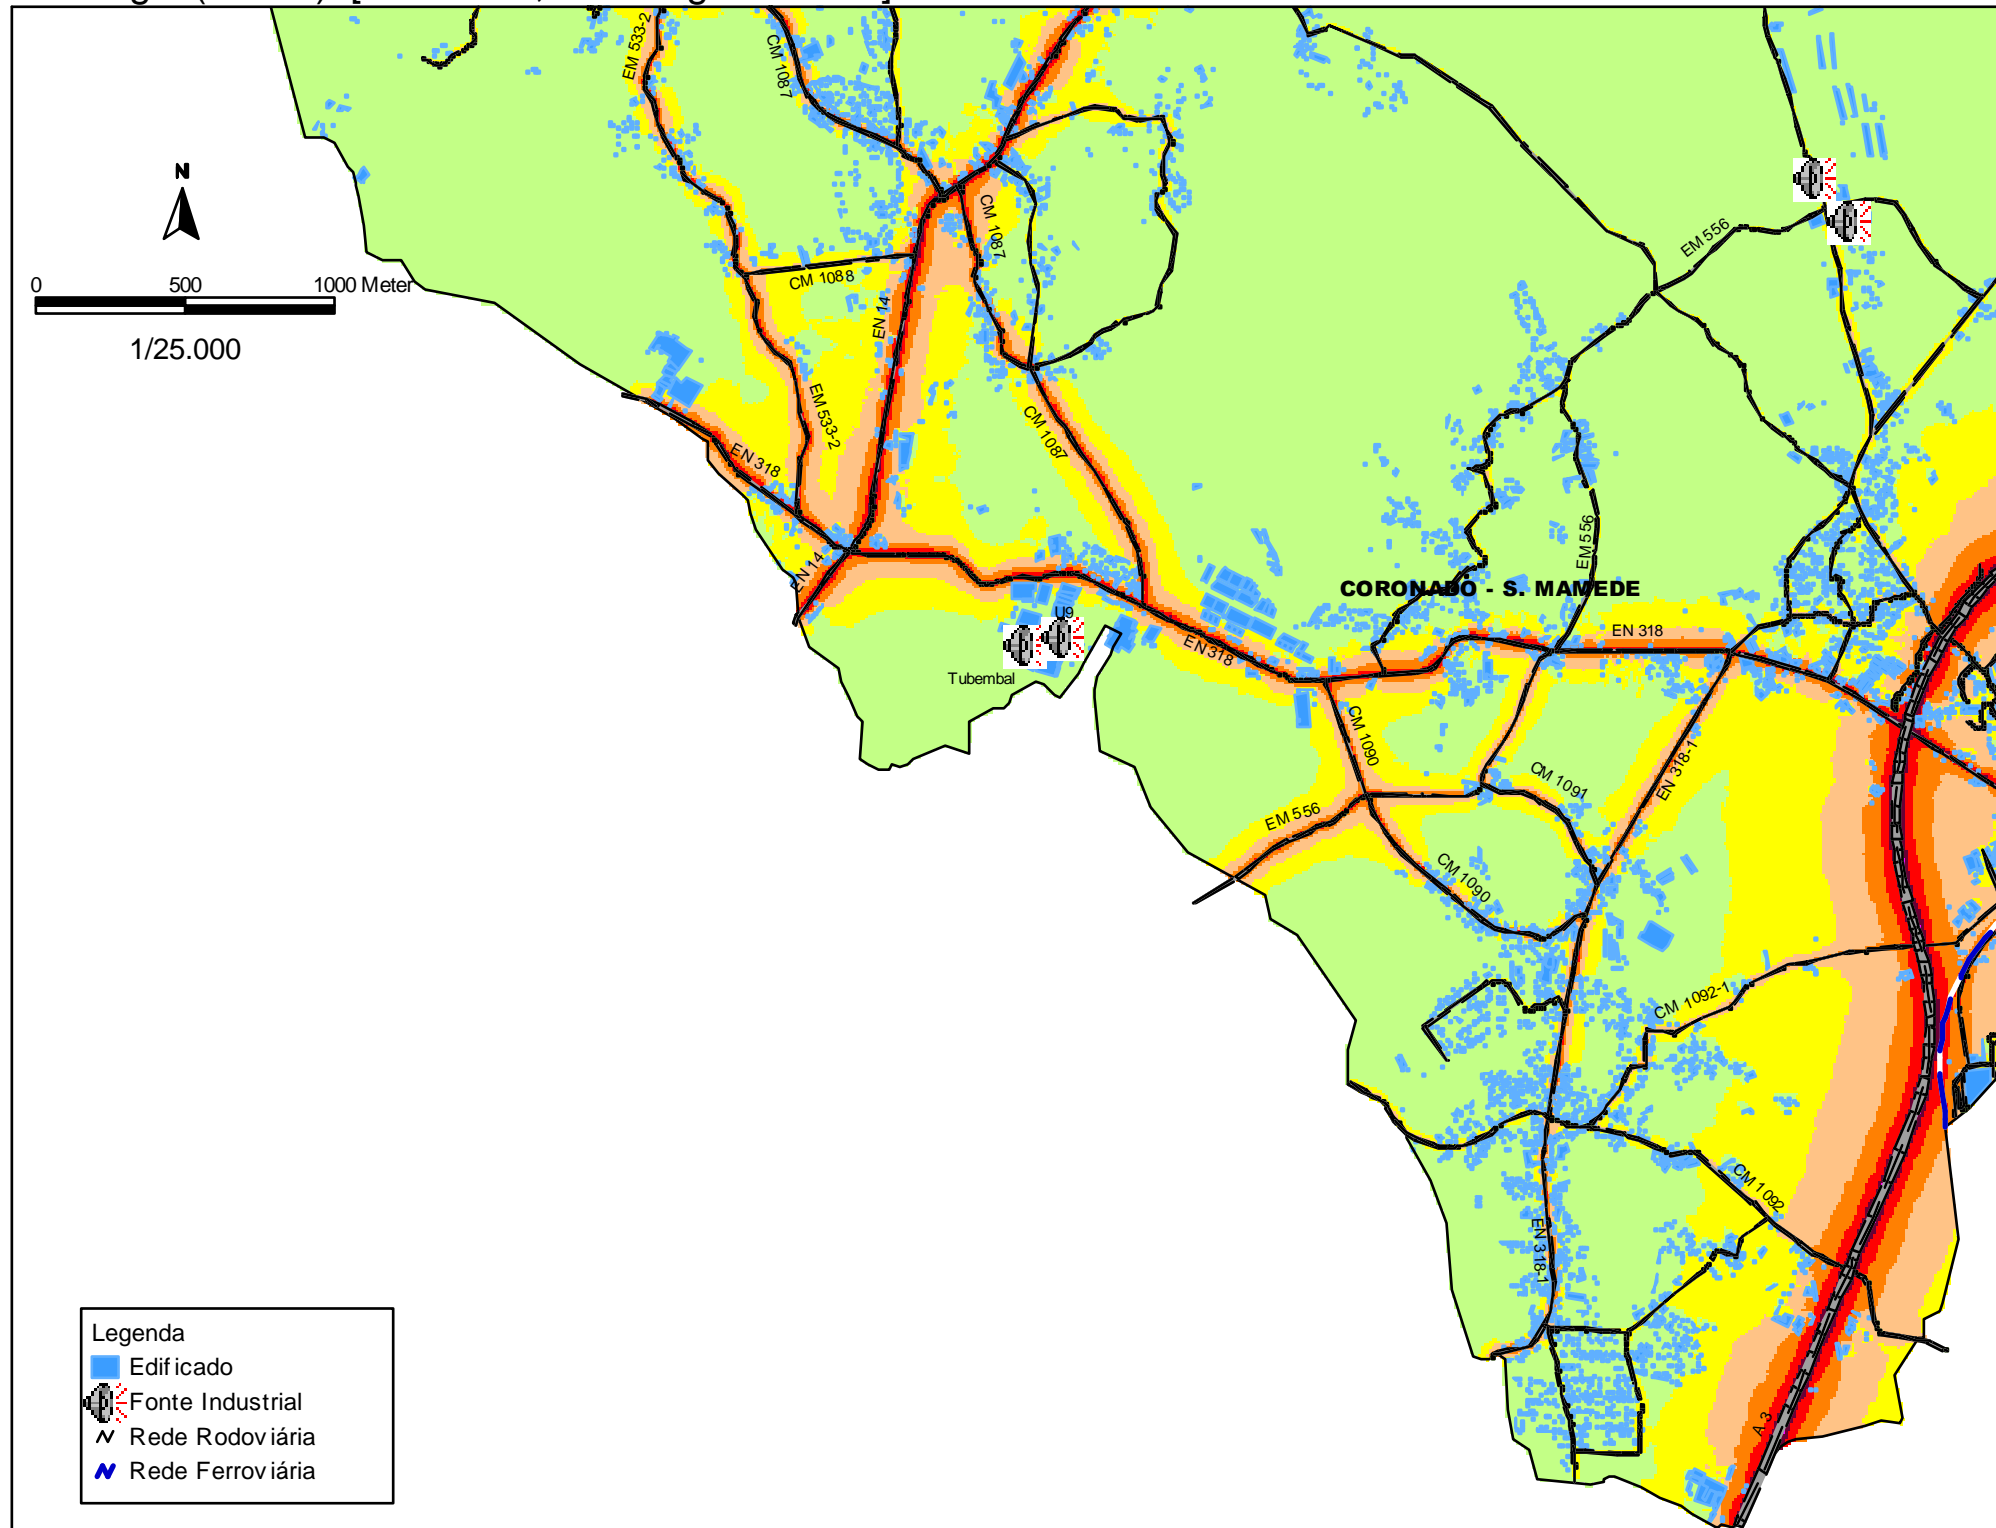 EM 533-2
CM 1087
N
0 500 1000 Meter
1/25.000
CM 1088
EN 14
CM 1087
EM 556
EM 533-2
EN 318
CM 1087
EN 14
EM 556
CORONADO - S. MAMEDE
U9
EN 318
EN 318
Tubembal
CM 1090
CM 1091
EN 318-1
EM 556
CM 1090
CM 1092-1
CM 1092
EN 318-1
A 3
Legenda
Edificado
Fonte Industrial
Rede Rodoviária
Rede Ferroviária